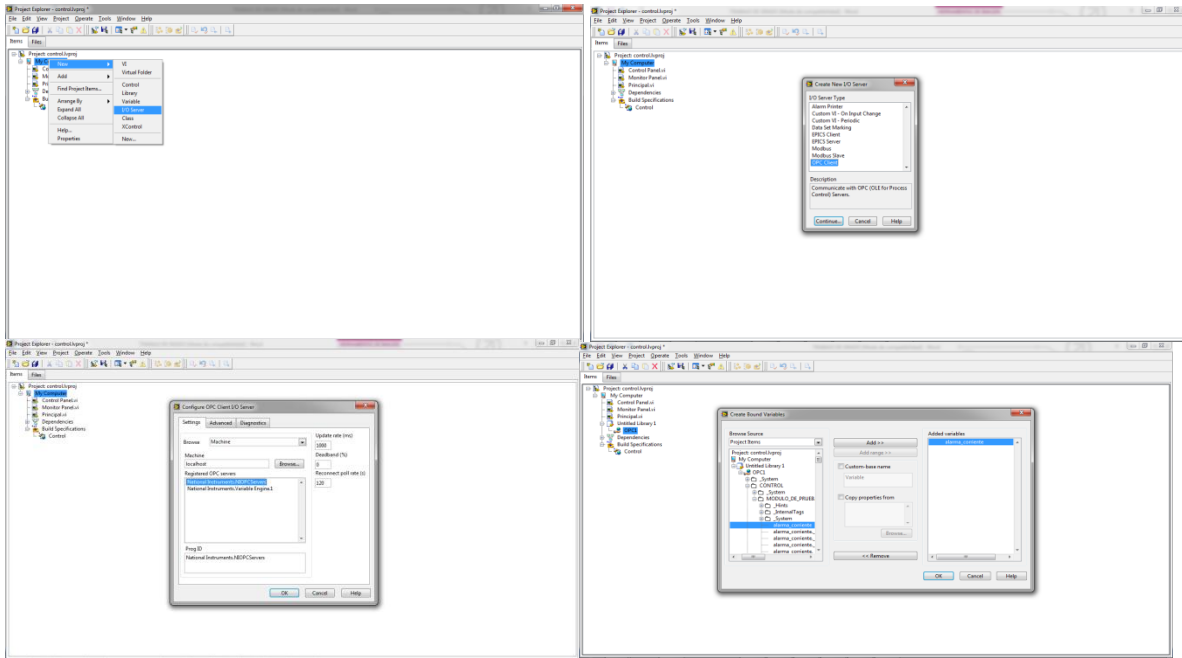 Project Explorer - control.lvproj *
File Edit View Project Operate Tools Window Help
Items Files
Project: control.lvproj
My C
New
Add
Find Project Items...
Arrange By
Expand All
Collapse All
Help...
Properties
VI
Virtual Folder
Control
Library
Variable
I/O Server
Class
XControl
New...
Control
Project Explorer - control.lvproj *
File Edit View Project Operate Tools Window Help
Items Files
Project: control.lvproj
My Computer
Control Panel.vi
Monitor Panel.vi
Principal.vi
Dependencies
Build Specifications
Control
Create New I/O Server
I/O Server Type
Alarm Printer
Custom VI - On Input Change
Custom VI - Periodic
Data Set Marking
EPICS Client
EPICS Server
Modbus
Modbus Slave
OPC Client
Description
Communicate with OPC (OLE for Process
Control) Servers.
Continue... Cancel Help
Project Explorer - control.lvproj *
File Edit View Project Operate Tools Window Help
Items Files
Project: control.lvproj
My Computer
Control Panel.vi
Monitor Panel.vi
Principal.vi
Dependencies
Build Specifications
Control
Configure OPC Client I/O Server
Settings Advanced Diagnostics
Browse Machine
Machine
localhost Browse...
Registered OPC servers
National Instruments.NIOPCServers
National Instruments.Variable Engine.1
Prog ID
National Instruments.NIOPCServers
Update rate (ms)
1000
Deadband (%)
0
Reconnect poll rate (s)
120
OK Cancel Help
Project Explorer - control.lvproj *
File Edit View Project Operate Tools Window Help
Items Files
Project: control.lvproj
My Computer
Control Panel.vi
Monitor Panel.vi
Principal.vi
Untitled Library 1
OPC1
Dependencies
Build Specifications
Control
Create Bound Variables
Browse Source
Project Items
Project: control.lvproj
My Computer
Untitled Library 1
OPC1
_System
CONTROL
_System
MODULO_DE_PRUEB
_Hints
_InternalTags
_System
alarma_corriente
alarma_corriente_
alarma_corriente_
alarma_corriente_
Add >>
Add range >>
Custom base name
Variable
Copy properties from
Browse...
<< Remove
Added variables
alarma_corriente
OK Cancel Help